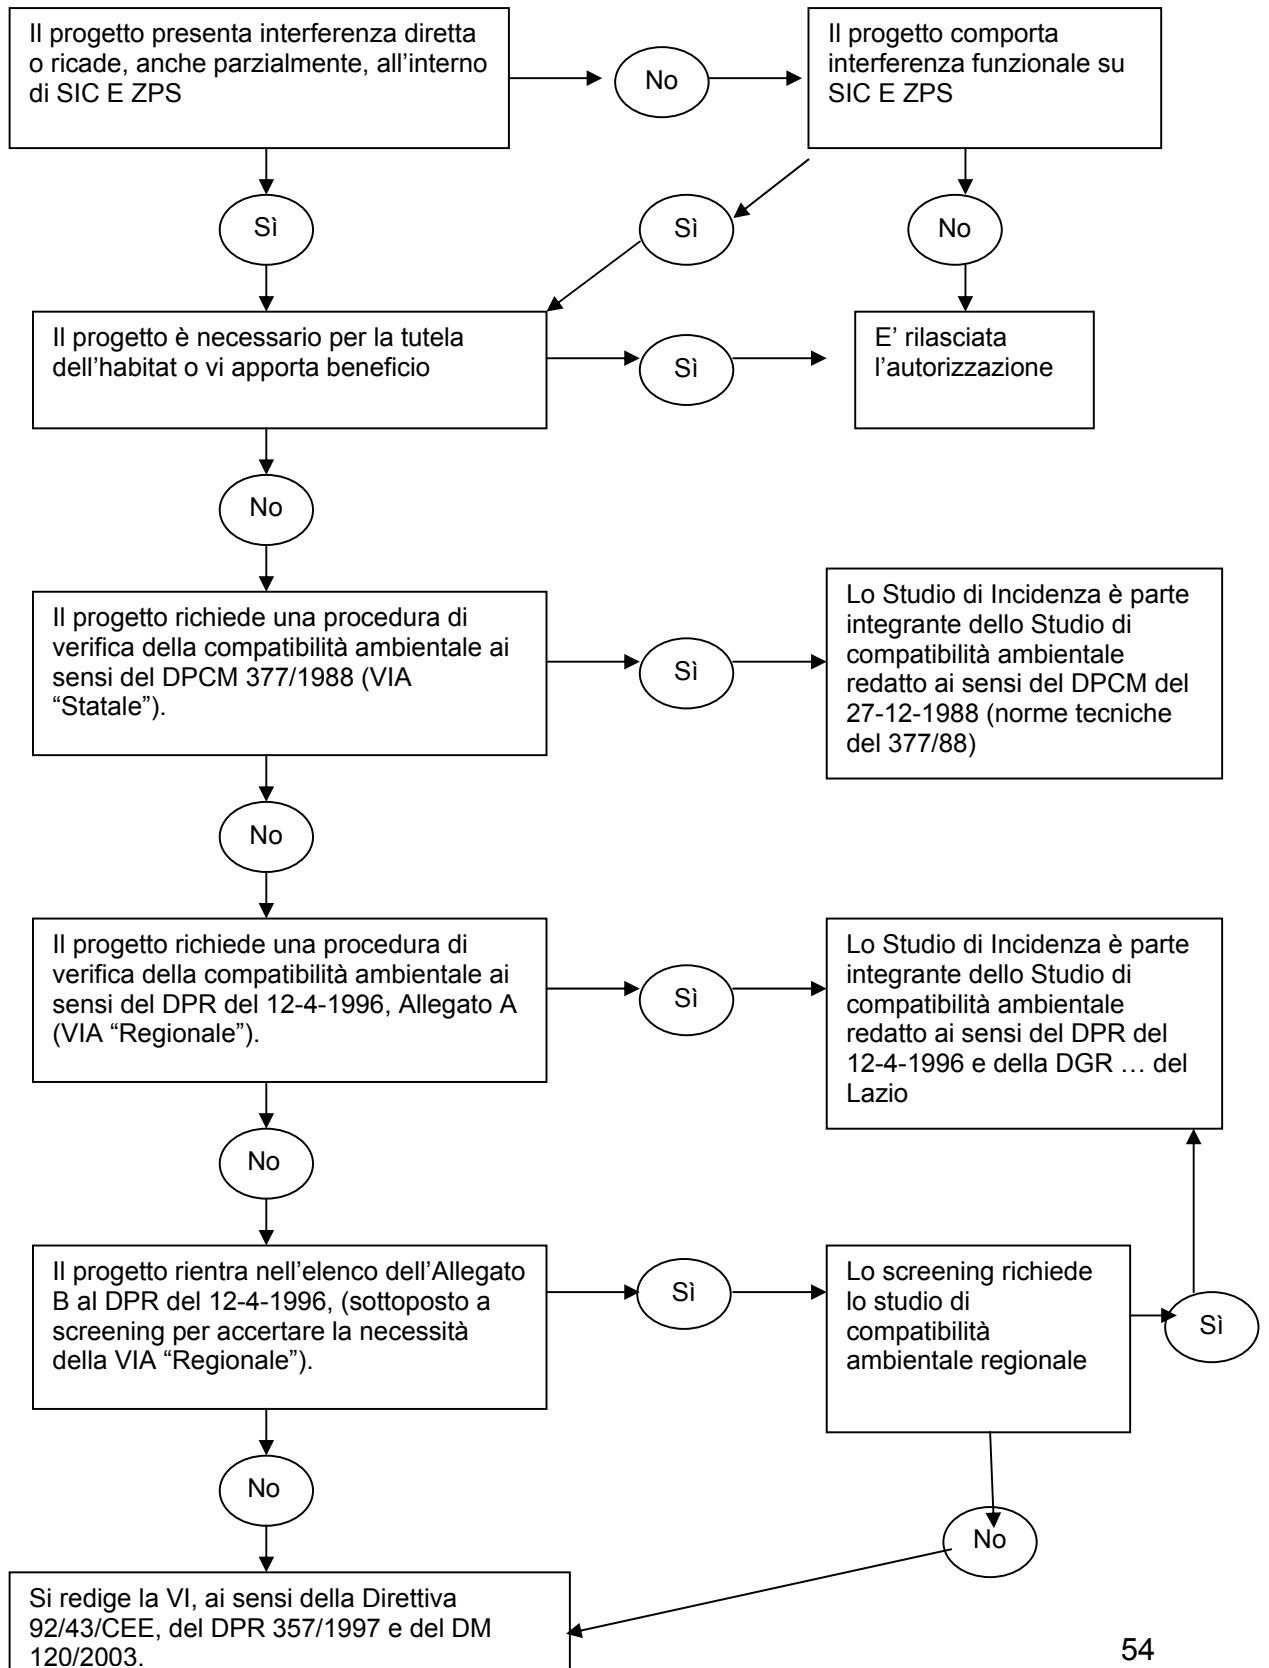 Il progetto presenta interferenza diretta
o ricade, anche parzialmente, all’interno
di SIC E ZPS
No
Il progetto comporta
interferenza funzionale su
SIC E ZPS
Sì
Sì
No
Il progetto è necessario per la tutela
dell’habitat o vi apporta beneficio
Sì
E’ rilasciata
l’autorizzazione
No
Il progetto richiede una procedura di
verifica della compatibilità ambientale ai
sensi del DPCM 377/1988 (VIA
“Statale”).
Sì
Lo Studio di Incidenza è parte
integrante dello Studio di
compatibilità ambientale
redatto ai sensi del DPCM del
27-12-1988 (norme tecniche
del 377/88)
No
Il progetto richiede una procedura di
verifica della compatibilità ambientale ai
sensi del DPR del 12-4-1996, Allegato A
(VIA “Regionale”).
Sì
Lo Studio di Incidenza è parte
integrante dello Studio di
compatibilità ambientale
redatto ai sensi del DPR del
12-4-1996 e della DGR … del
Lazio
No
Il progetto rientra nell’elenco dell’Allegato
B al DPR del 12-4-1996, (sottoposto a
screening per accertare la necessità
della VIA “Regionale”).
Sì
Lo screening richiede
lo studio di
compatibilità
ambientale regionale
Sì
No
No
Si redige la VI, ai sensi della Direttiva
92/43/CEE, del DPR 357/1997 e del DM
120/2003.
54